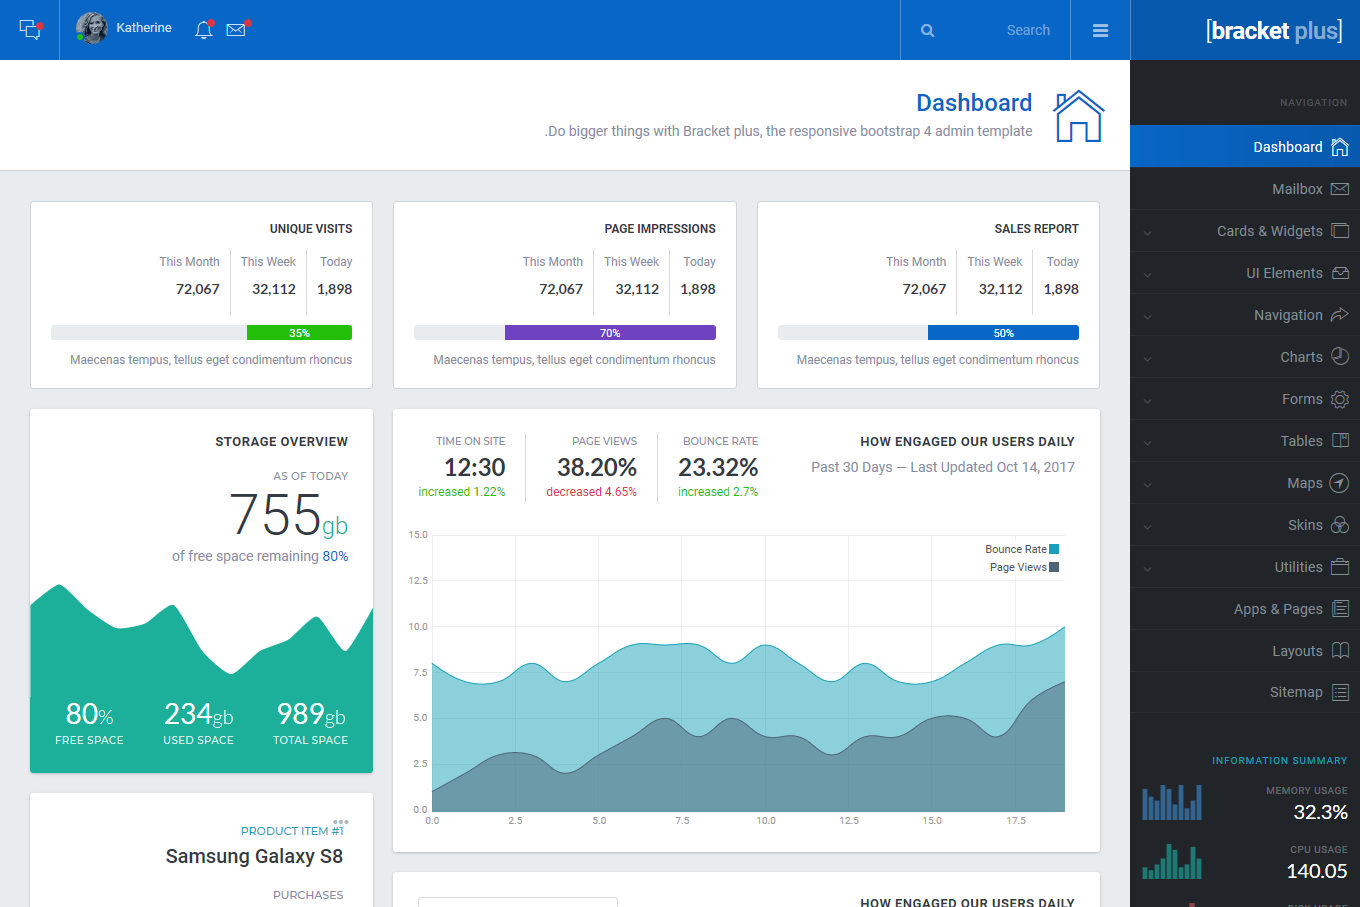 Katherine
Search
[bracket plus]
Dashboard
.Do bigger things with Bracket plus, the responsive bootstrap 4 admin template
NAVIGATION
Dashboard
Mailbox
Cards & Widgets
UI Elements
Navigation
Charts
Forms
Tables
Maps
Skins
Utilities
Apps & Pages
Layouts
Sitemap
INFORMATION SUMMARY
MEMORY USAGE
32.3%
CPU USAGE
140.05
UNIQUE VISITS
This Month This Week Today
72,067 32,112 1,898
35%
Maecenas tempus, tellus eget condimentum rhoncus
PAGE IMPRESSIONS
This Month This Week Today
72,067 32,112 1,898
70%
Maecenas tempus, tellus eget condimentum rhoncus
SALES REPORT
This Month This Week Today
72,067 32,112 1,898
50%
Maecenas tempus, tellus eget condimentum rhoncus
STORAGE OVERVIEW
AS OF TODAY
755gb
of free space remaining 80%
80% 234gb 989gb
FREE SPACE USED SPACE TOTAL SPACE
TIME ON SITE PAGE VIEWS BOUNCE RATE
12:30 38.20% 23.32%
increased 1.22% decreased 4.65% increased 2.7%
HOW ENGAGED OUR USERS DAILY
Past 30 Days — Last Updated Oct 14, 2017
15.0
12.5
10.0
7.5
5.0
2.5
0.0
Bounce Rate
Page Views
0.0 2.5 5.0 7.5 10.0 12.5 15.0 17.5
PRODUCT ITEM #1
Samsung Galaxy S8
PURCHASES
HOW ENGAGED OUR USERS DAILY